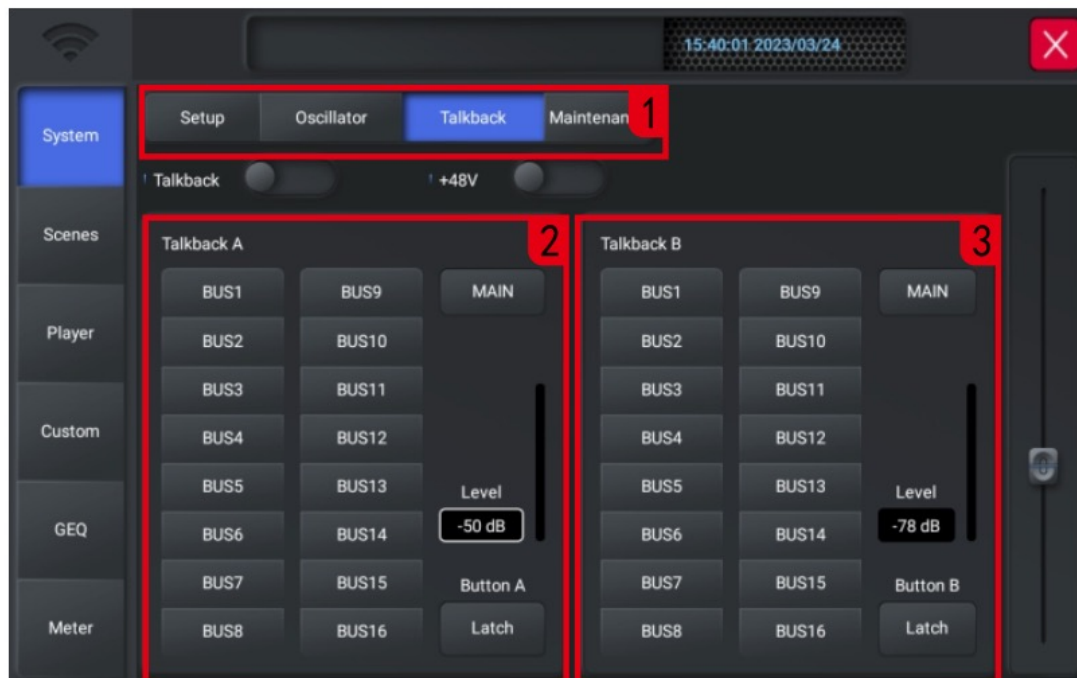 15:40:01 2023/03/24
System
Setup Oscillator Talkback Maintenan 1
Talkback +48V
Scenes
Player
Custom
GEQ
Meter
Talkback A 2
BUS1 BUS9 MAIN
BUS2 BUS10
BUS3 BUS11
BUS4 BUS12
BUS5 BUS13 Level
BUS6 BUS14 -50 dB
BUS7 BUS15 Button A
BUS8 BUS16 Latch
Talkback B 3
BUS1 BUS9 MAIN
BUS2 BUS10
BUS3 BUS11
BUS4 BUS12
BUS5 BUS13 Level
BUS6 BUS14 -78 dB
BUS7 BUS15 Button B
BUS8 BUS16 Latch